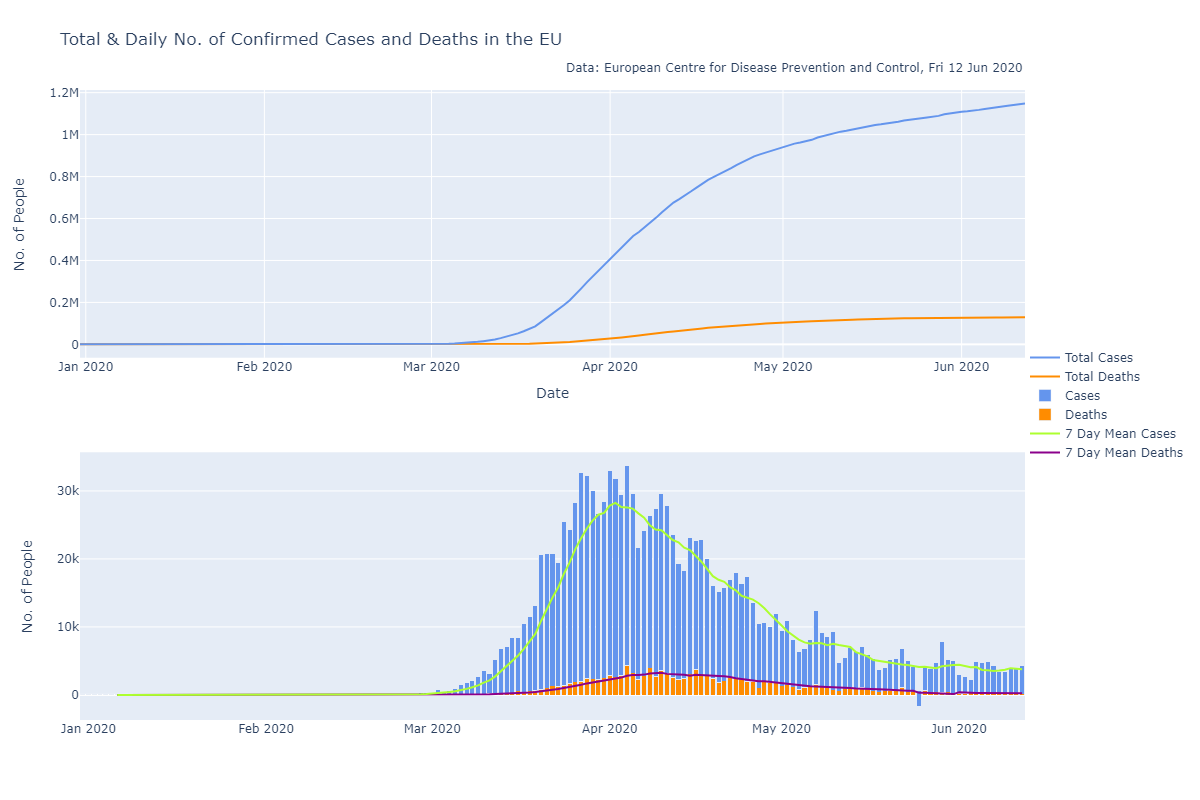 Total & Daily No. of Confirmed Cases and Deaths in the EU
Data: European Centre for Disease Prevention and Control, Fri 12 Jun 2020
No. of People
1.2M
1M
0.8M
0.6M
0.4M
0.2M
0
Jan 2020 Feb 2020 Mar 2020 Apr 2020 May 2020 Jun 2020
Date
Total Cases
Total Deaths
Cases
Deaths
7 Day Mean Cases
7 Day Mean Deaths
No. of People
30k
20k
10k
0
Jan 2020 Feb 2020 Mar 2020 Apr 2020 May 2020 Jun 2020